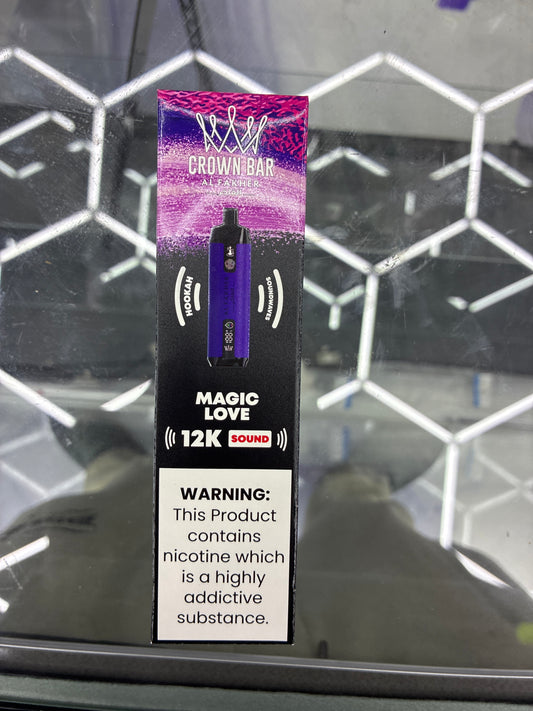 CROWN BAR
AL FAKHER
HOOKAH
SOUNDWAVES
MAGIC
LOVE
12K SOUND
WARNING:
This Product
contains
nicotine which
is a highly
addictive
substance.